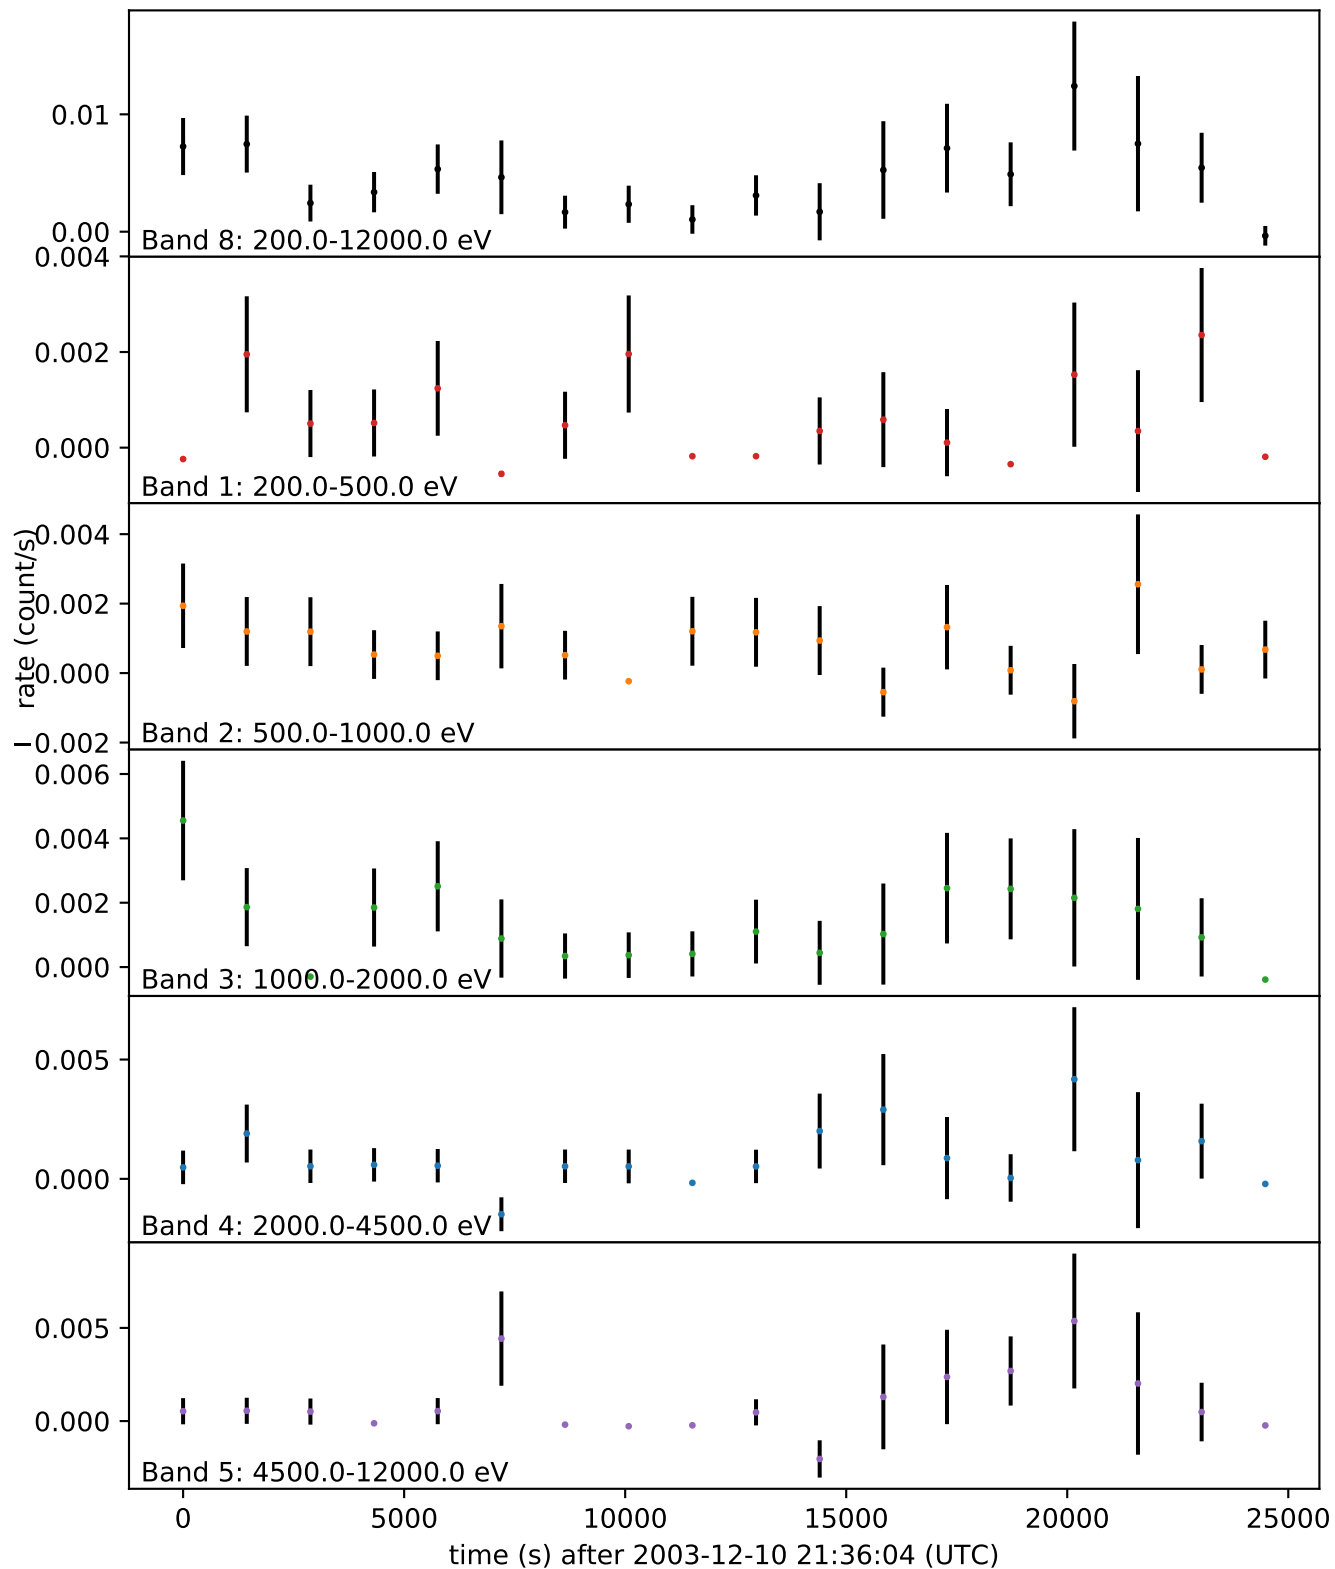 0.01
0.00
Band 8: 200.0-12000.0 eV
0.004
0.002
0.000
Band 1: 200.0-500.0 eV
rate (count/s)
0.004
0.002
0.000
−0.002
Band 2: 500.0-1000.0 eV
0.006
0.004
0.002
0.000
Band 3: 1000.0-2000.0 eV
0.005
0.000
Band 4: 2000.0-4500.0 eV
0.005
0.000
Band 5: 4500.0-12000.0 eV
0 5000 10000 15000 20000 25000
time (s) after 2003-12-10 21:36:04 (UTC)